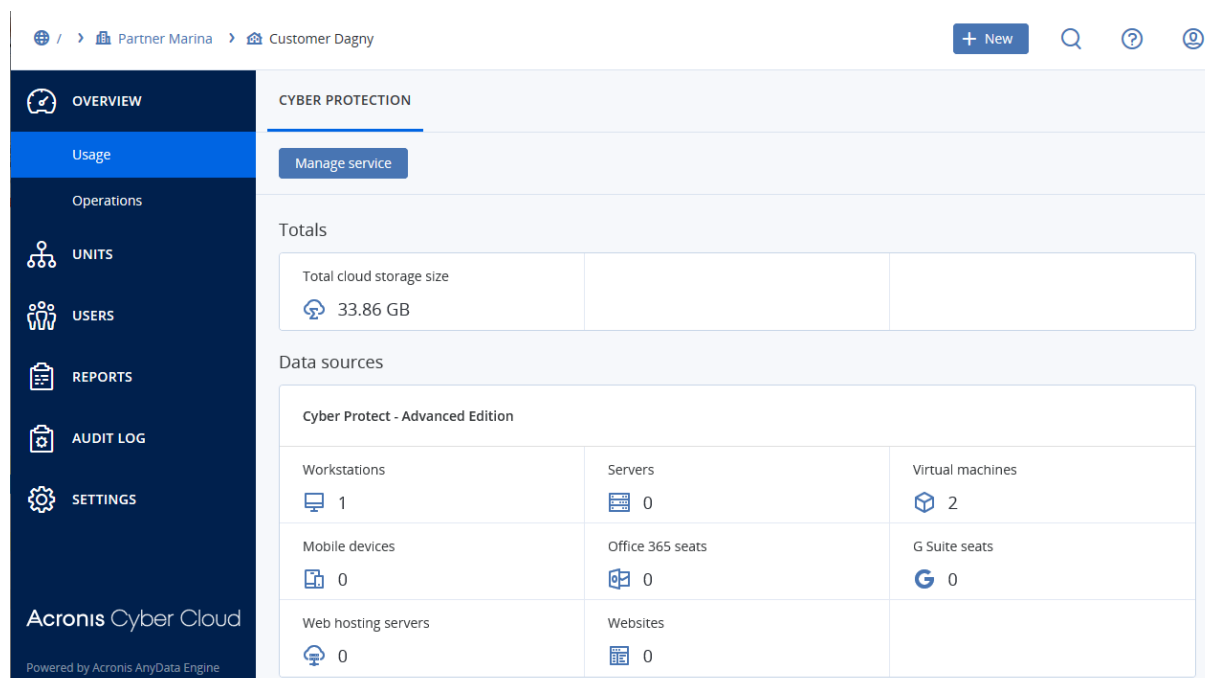 / > Partner Marina > Customer Dagny
+ New
OVERVIEW
Usage
Operations
UNITS
USERS
REPORTS
AUDIT LOG
SETTINGS
Acronis Cyber Cloud
Powered by Acronis AnyData Engine
CYBER PROTECTION
Manage service
Totals
Total cloud storage size
33.86 GB
Data sources
Cyber Protect - Advanced Edition
Workstations Servers Virtual machines
1 0 2
Mobile devices Office 365 seats G Suite seats
0 0 0
Web hosting servers Websites
0 0